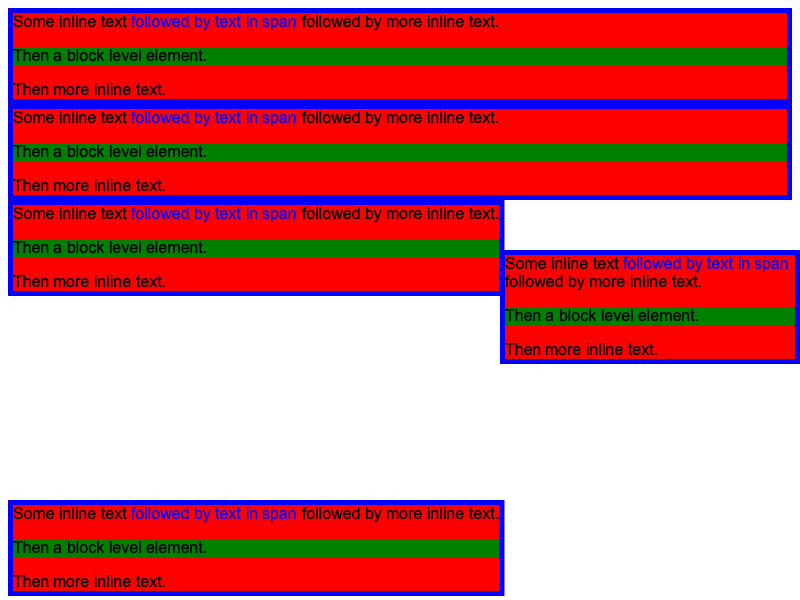 Some inline text followed by text in span followed by more inline text.
Then a block level element.
Then more inline text.
Some inline text followed by text in span followed by more inline text.
Then a block level element.
Then more inline text.
Some inline text followed by text in span followed by more inline text.
Then a block level element.
Then more inline text.
Some inline text followed by text in span
followed by more inline text.
Then a block level element.
Then more inline text.
Some inline text followed by text in span followed by more inline text.
Then a block level element.
Then more inline text.